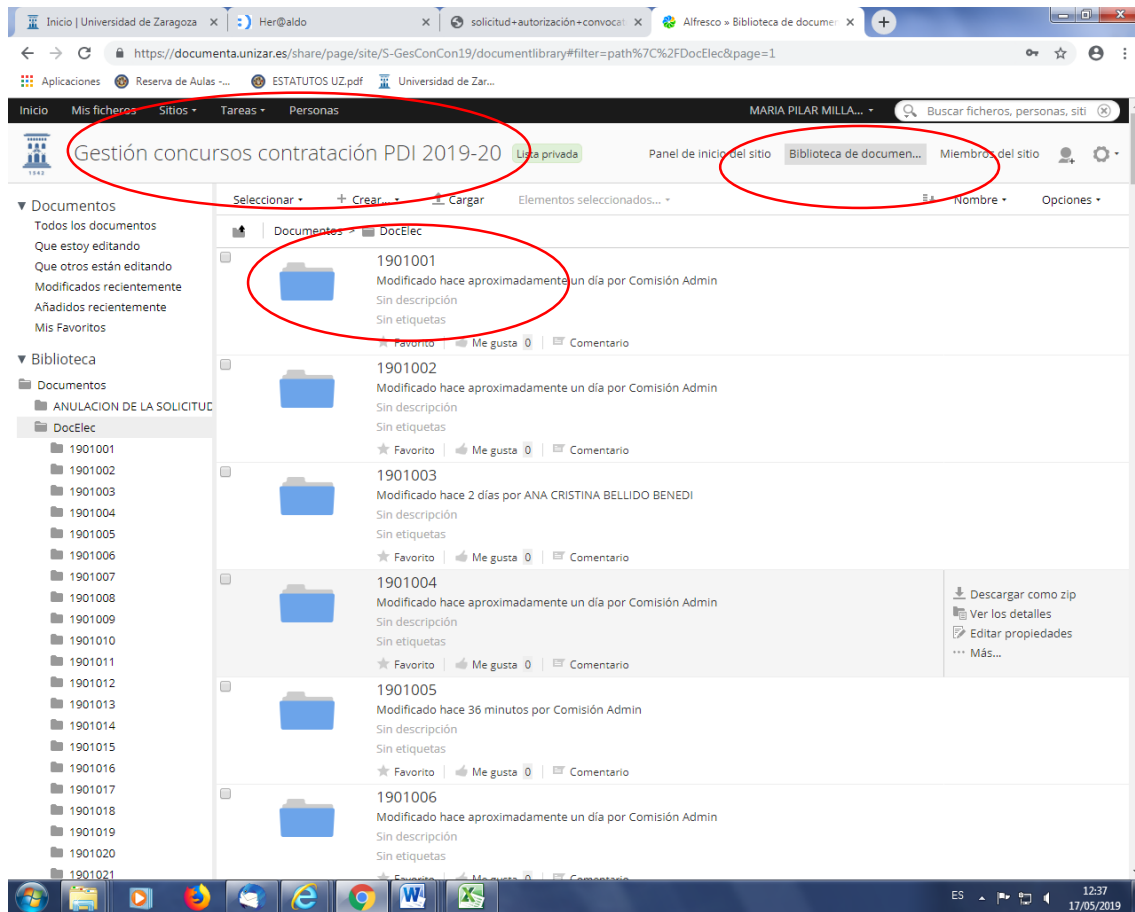 Inicio | Universidad de Zaragoza
Her@aldo
solicitud+autorización+convocat
Alfresco » Biblioteca de documen
https://documenta.unizar.es/share/page/site/S-GesConCon19/documentlibrary#filter=path%7C%2FDocElec&page=1
Aplicaciones Reserva de Aulas -... ESTATUTOS UZ.pdf Universidad de Zar...
Inicio Mis ficheros Sitios Tareas Personas MARIA PILAR MILLA... Buscar ficheros, personas, siti
1542
Gestión concursos contratación PDI 2019-20 Lista privada Panel de inicio del sitio Biblioteca de documen... Miembros del sitio
Seleccionar + Crear... Cargar Elementos seleccionados... Nombre Opciones
Documentos > DocElec
Documentos
Todos los documentos
Que estoy editando
Que otros están editando
Modificados recientemente
Añadidos recientemente
Mis Favoritos
Biblioteca
Documentos
ANULACION DE LA SOLICITUD
DocElec
1901001
1901002
1901003
1901004
1901005
1901006
1901007
1901008
1901009
1901010
1901011
1901012
1901013
1901014
1901015
1901016
1901017
1901018
1901019
1901020
1901021
1901001
Modificado hace aproximadamente un día por Comisión Admin
Sin descripción
Sin etiquetas
Favorito Me gusta 0 Comentario
1901002
Modificado hace aproximadamente un día por Comisión Admin
Sin descripción
Sin etiquetas
Favorito Me gusta 0 Comentario
1901003
Modificado hace 2 días por ANA CRISTINA BELLIDO BENEDI
Sin descripción
Sin etiquetas
Favorito Me gusta 0 Comentario
1901004
Modificado hace aproximadamente un día por Comisión Admin
Sin descripción
Sin etiquetas
Favorito Me gusta 0 Comentario
Descargar como zip
Ver los detalles
Editar propiedades
Más...
1901005
Modificado hace 36 minutos por Comisión Admin
Sin descripción
Sin etiquetas
Favorito Me gusta 0 Comentario
1901006
Modificado hace aproximadamente un día por Comisión Admin
Sin descripción
Sin etiquetas
Favorito Me gusta 0 Comentario
ES 12:37
17/05/2019